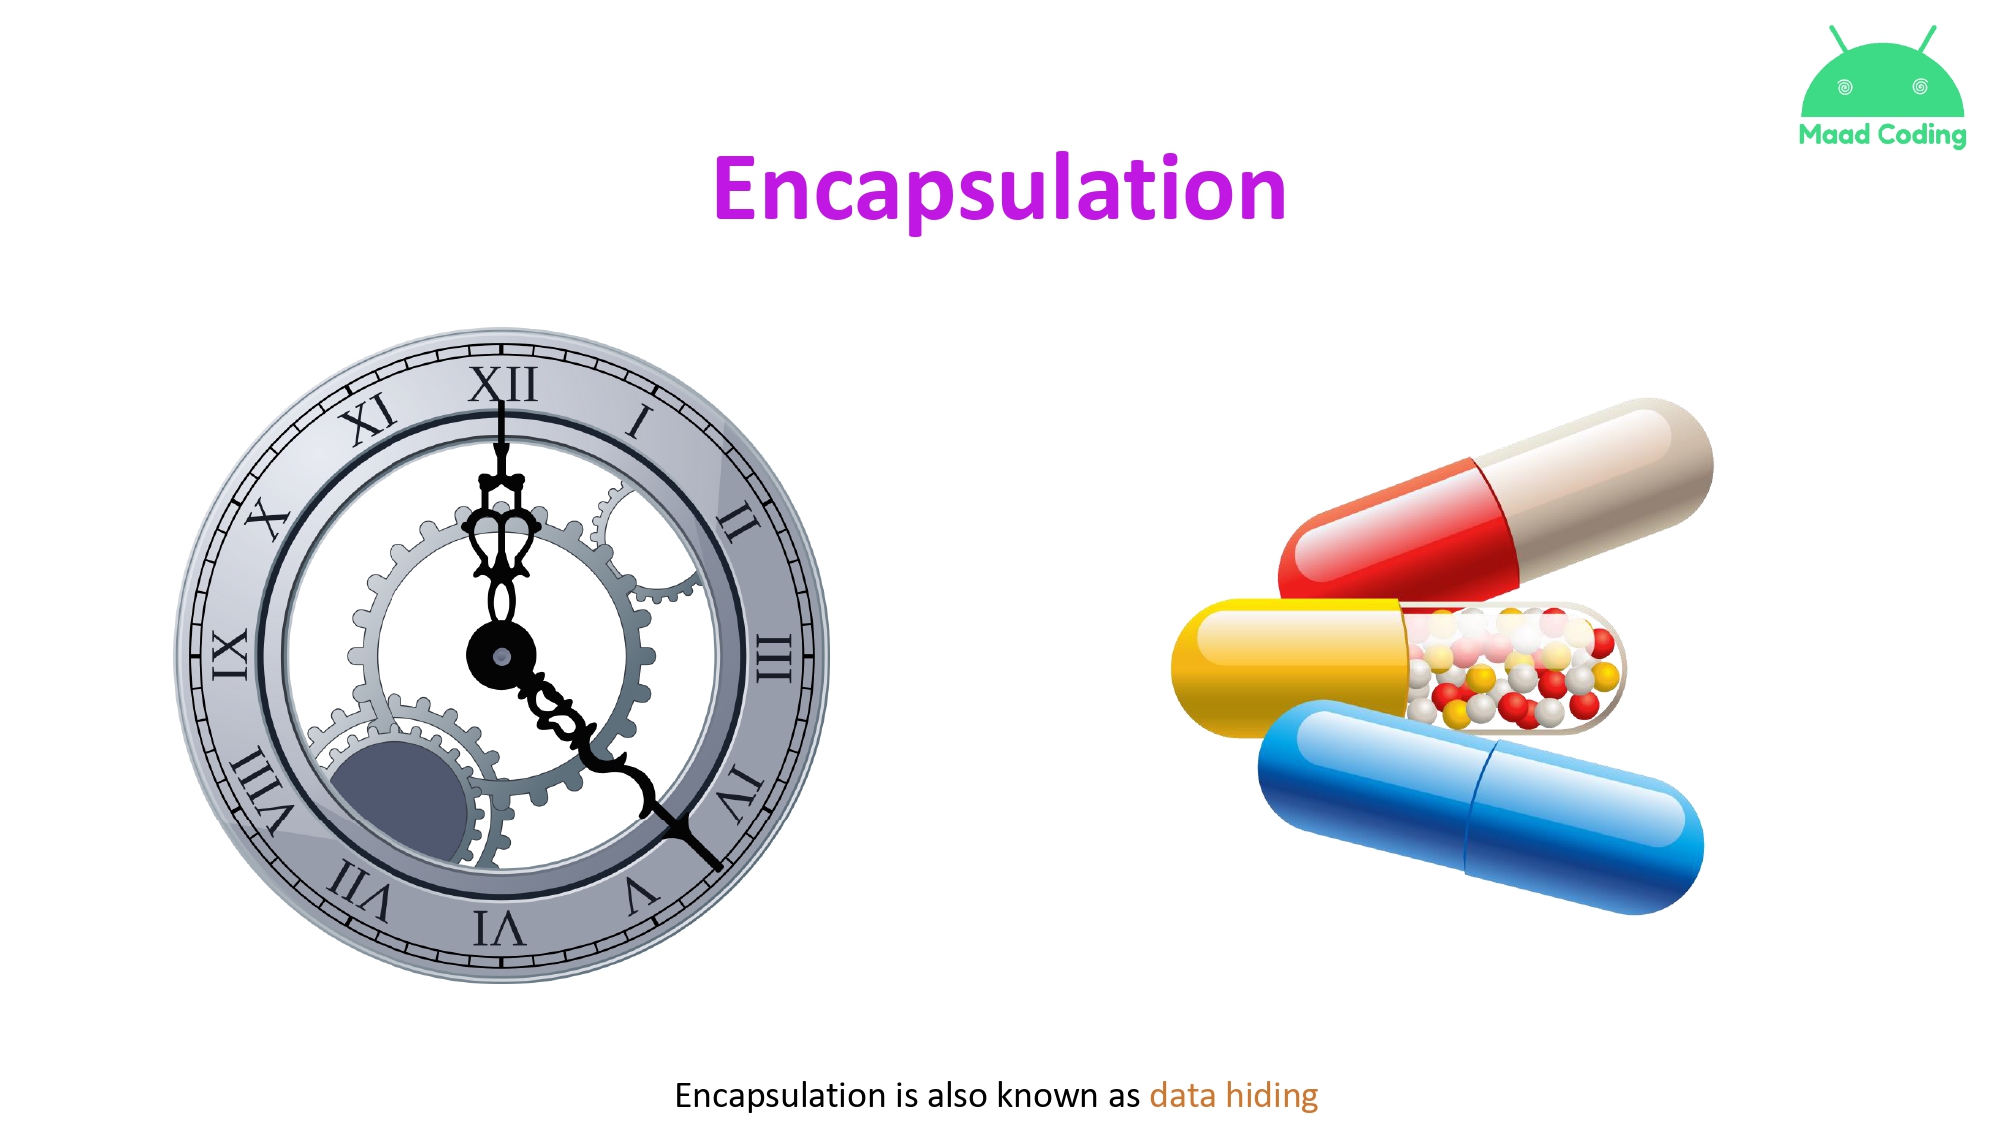 Maad Coding
Encapsulation
XII
I
II
III
IV
V
VI
VII
VIII
IX
X
XI
Encapsulation is also known as data hiding